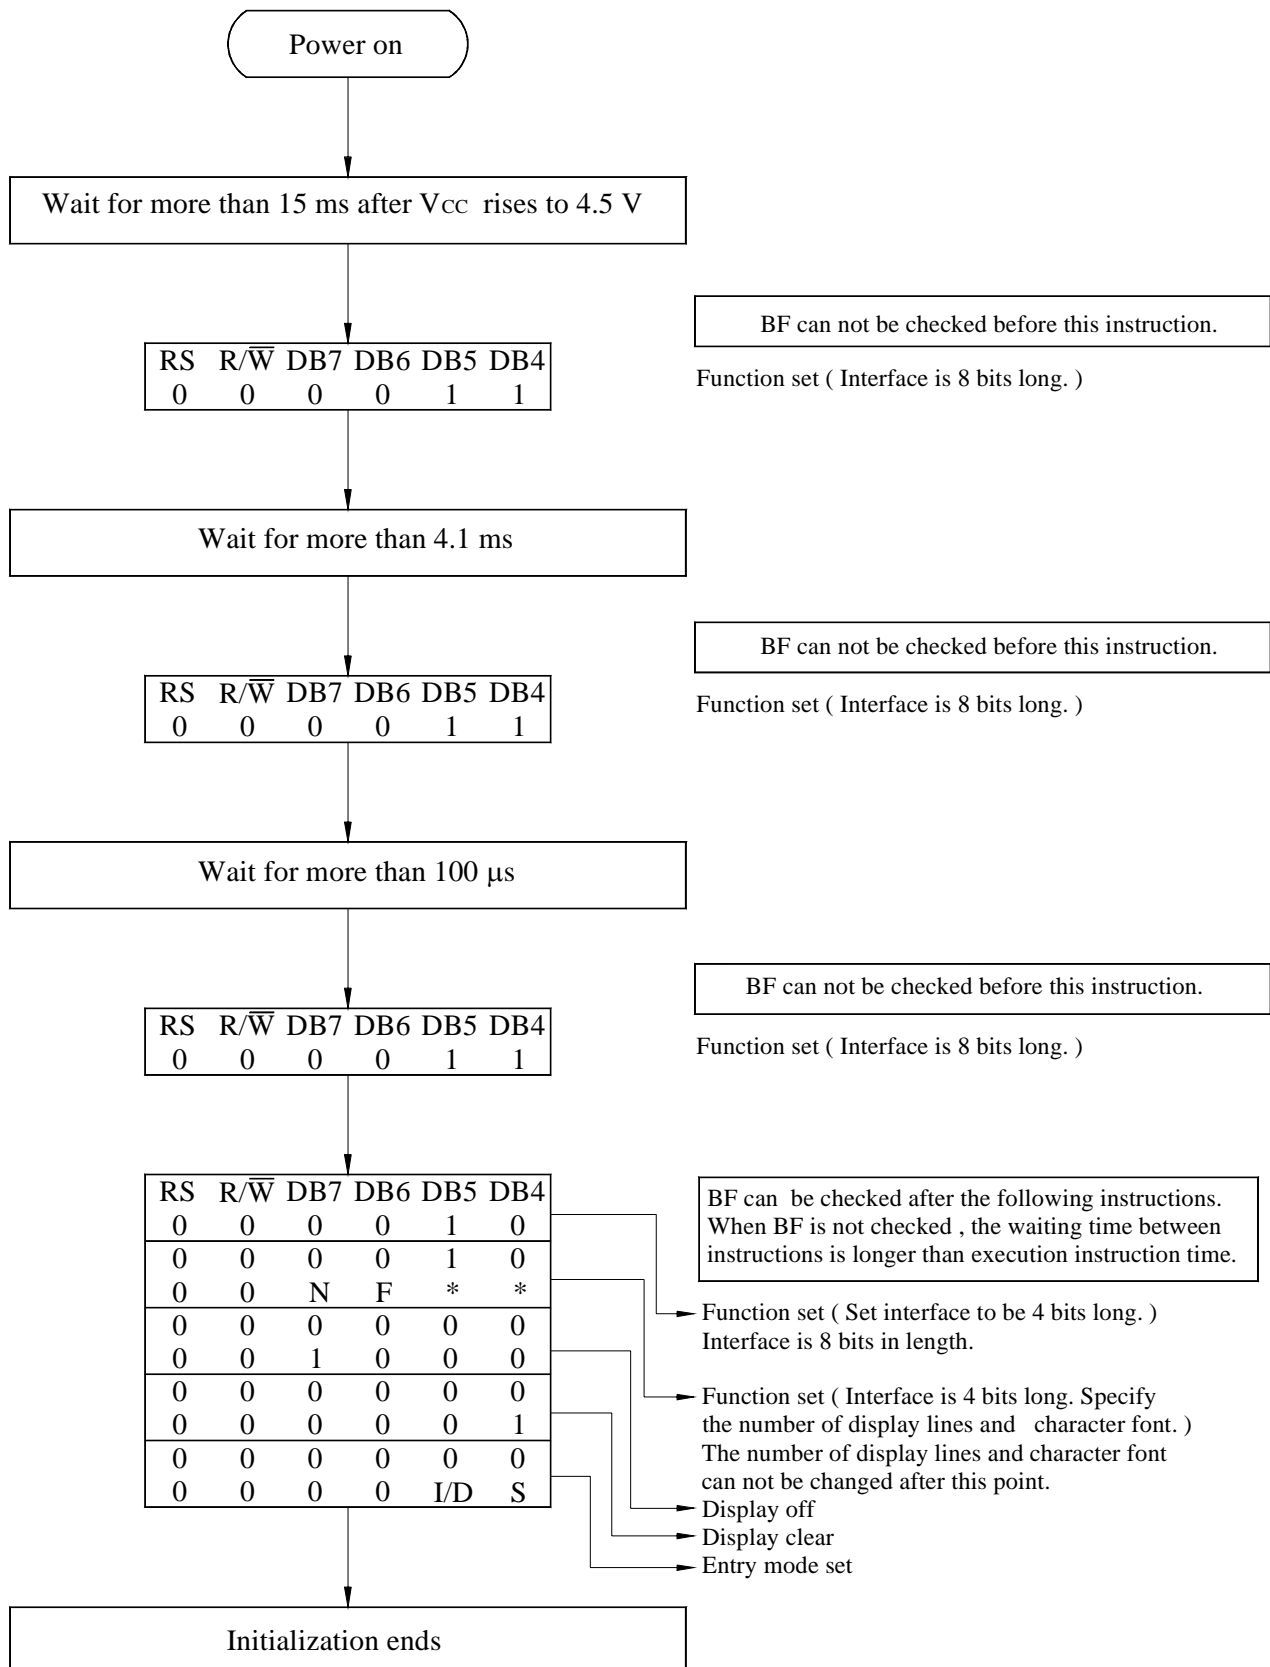 Power on
Wait for more than 15 ms after VCC rises to 4.5 V
BF can not be checked before this instruction.
RS R/W̅ DB7 DB6 DB5 DB4
0 0 0 0 1 1
Function set ( Interface is 8 bits long. )
Wait for more than 4.1 ms
BF can not be checked before this instruction.
RS R/W̅ DB7 DB6 DB5 DB4
0 0 0 0 1 1
Function set ( Interface is 8 bits long. )
Wait for more than 100 μs
BF can not be checked before this instruction.
RS R/W̅ DB7 DB6 DB5 DB4
0 0 0 0 1 1
Function set ( Interface is 8 bits long. )
RS R/W̅ DB7 DB6 DB5 DB4
0 0 0 0 1 0
0 0 0 0 1 0
0 0 N F * *
0 0 0 0 0 0
0 0 1 0 0 0
0 0 0 0 0 0
0 0 0 0 0 1
0 0 0 0 0 0
0 0 0 0 I/D S
BF can be checked after the following instructions.
When BF is not checked , the waiting time between
instructions is longer than execution instruction time.
Function set ( Set interface to be 4 bits long. )
Interface is 8 bits in length.
Function set ( Interface is 4 bits long. Specify
the number of display lines and character font. )
The number of display lines and character font
can not be changed after this point.
Display off
Display clear
Entry mode set
Initialization ends